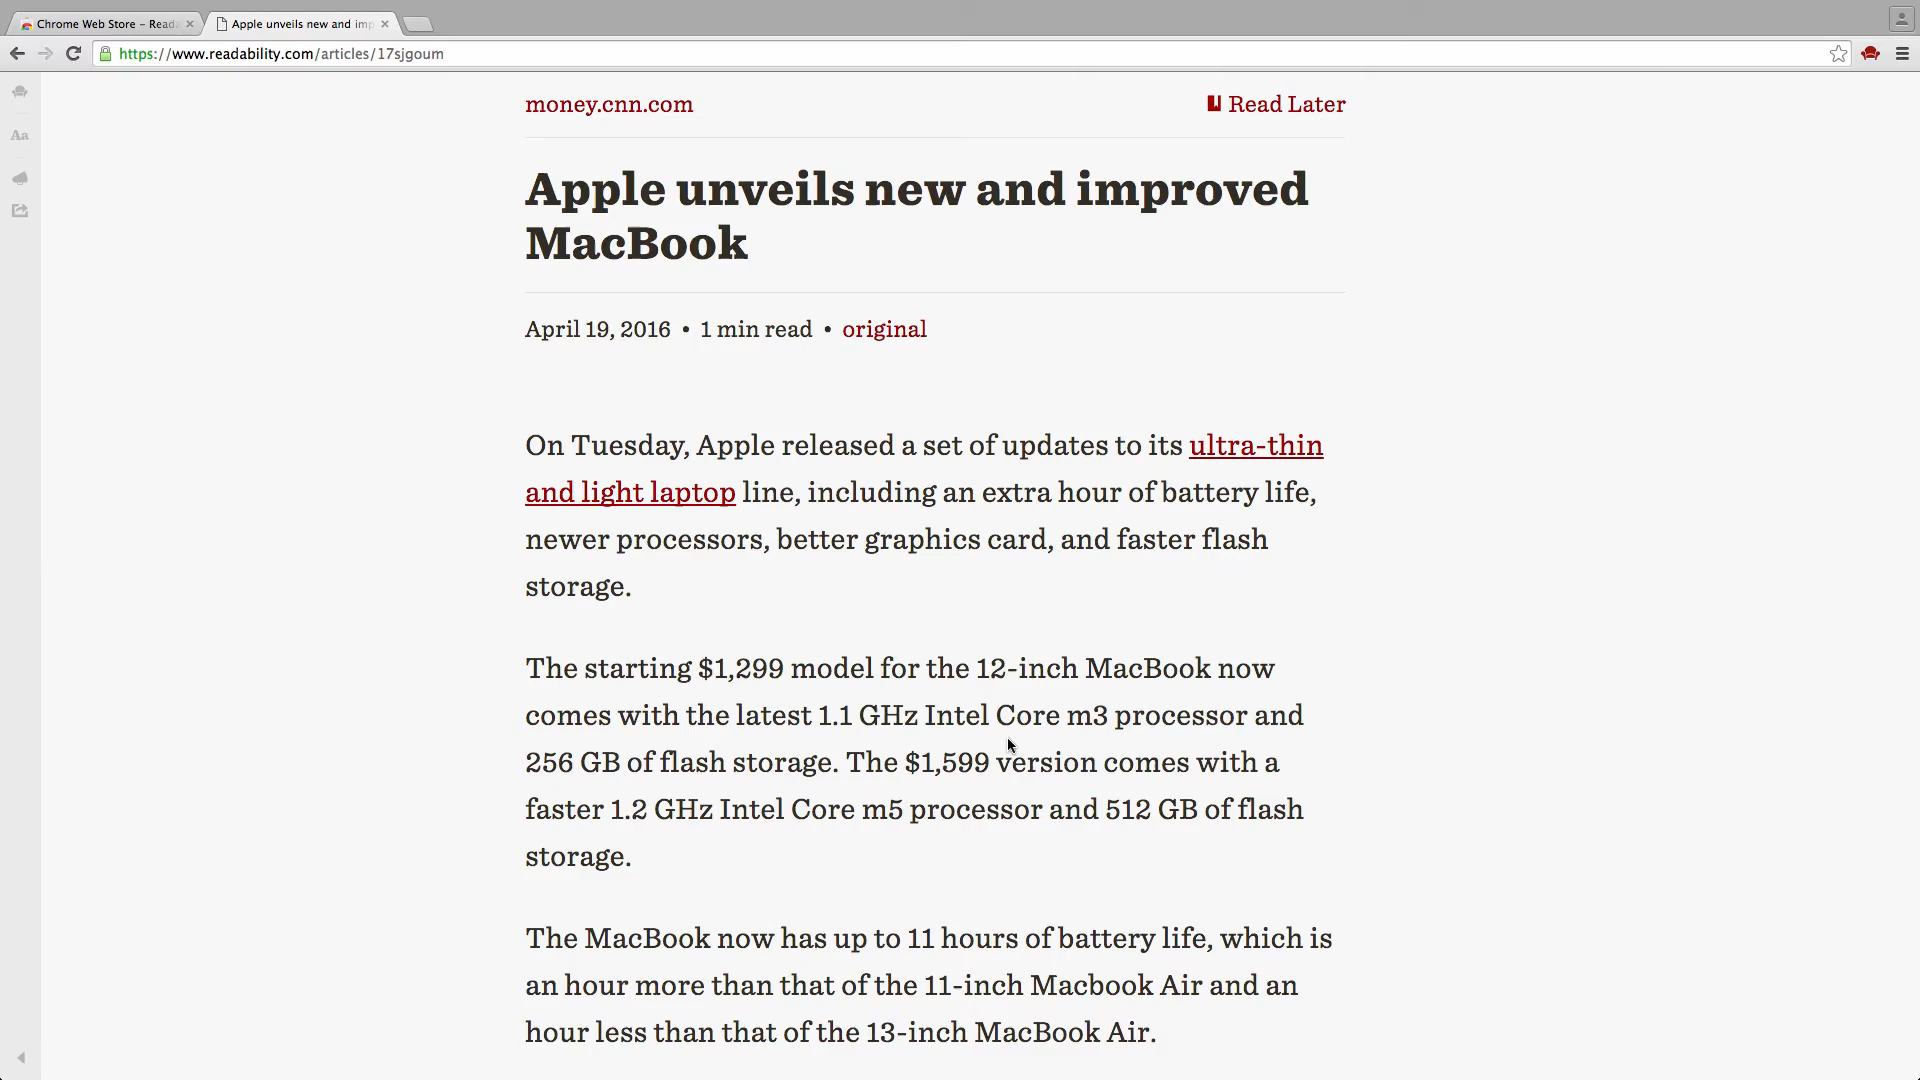 Chrome Web Store – Reada
Apple unveils new and imp
https://www.readability.com/articles/17sjgoum
money.cnn.com
Read Later
Aa
Apple unveils new and improved
MacBook
April 19, 2016 • 1 min read • original
On Tuesday, Apple released a set of updates to its ultra-thin
and light laptop line, including an extra hour of battery life,
newer processors, better graphics card, and faster flash
storage.
The starting $1,299 model for the 12-inch MacBook now
comes with the latest 1.1 GHz Intel Core m3 processor and
256 GB of flash storage. The $1,599 version comes with a
faster 1.2 GHz Intel Core m5 processor and 512 GB of flash
storage.
The MacBook now has up to 11 hours of battery life, which is
an hour more than that of the 11-inch Macbook Air and an
hour less than that of the 13-inch MacBook Air.